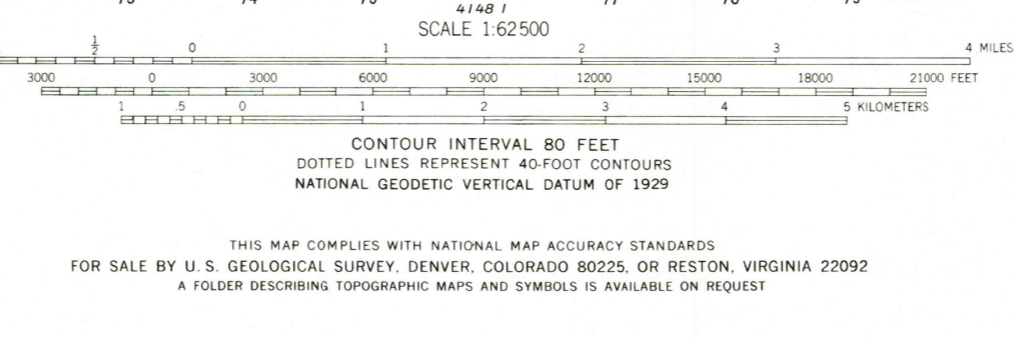 4148 I
SCALE 1:62500
1/2 0 1 2 3 4 MILES
3000 0 3000 6000 9000 12000 15000 18000 21000 FEET
1 .5 0 1 2 3 4 5 KILOMETERS
CONTOUR INTERVAL 80 FEET
DOTTED LINES REPRESENT 40-FOOT CONTOURS
NATIONAL GEODETIC VERTICAL DATUM OF 1929
THIS MAP COMPLIES WITH NATIONAL MAP ACCURACY STANDARDS
FOR SALE BY U. S. GEOLOGICAL SURVEY, DENVER, COLORADO 80225, OR RESTON, VIRGINIA 22092
A FOLDER DESCRIBING TOPOGRAPHIC MAPS AND SYMBOLS IS AVAILABLE ON REQUEST